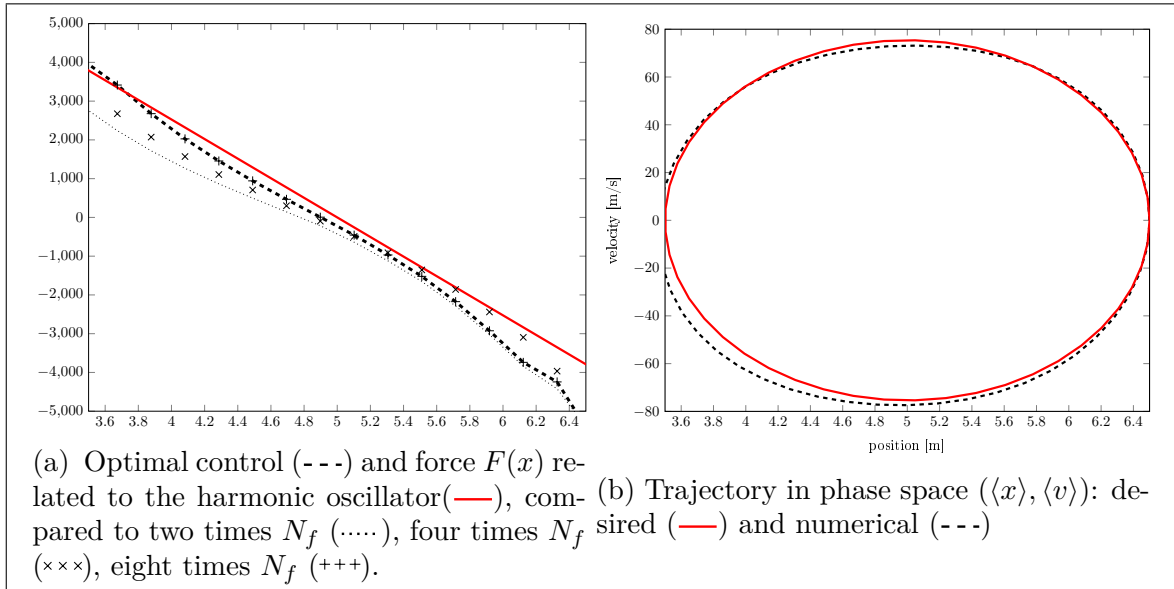 5,000
4,000
3,000
2,000
1,000
0
−1,000
−2,000
−3,000
−4,000
−5,000
3.6 3.8 4 4.2 4.4 4.6 4.8 5 5.2 5.4 5.6 5.8 6 6.2 6.4
(a) Optimal control (- - -) and force F(x) re-
lated to the harmonic oscillator(—), com-
pared to two times N_f (·····), four times N_f
(×××), eight times N_f (+++).
80
60
40
20
0
−20
−40
−60
−80
velocity [m/s]
3.6 3.8 4 4.2 4.4 4.6 4.8 5 5.2 5.4 5.6 5.8 6 6.2 6.4
position [m]
(b) Trajectory in phase space (⟨x⟩, ⟨v⟩): de-
sired (—) and numerical (- - -)